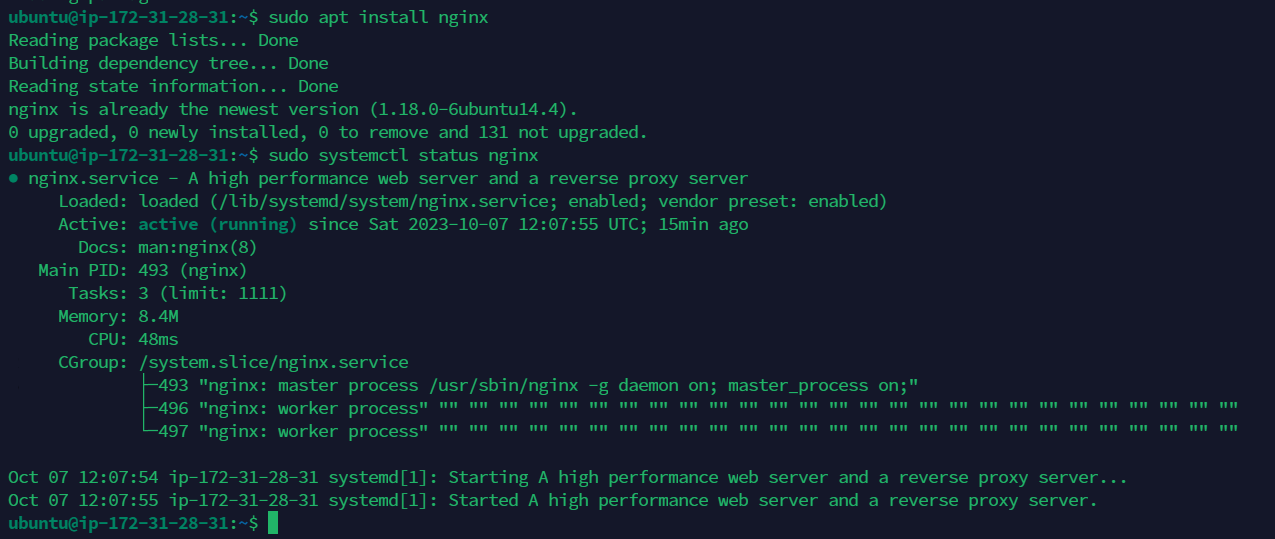 ubuntu@ip-172-31-28-31:~$ sudo apt install nginx
Reading package lists... Done
Building dependency tree... Done
Reading state information... Done
nginx is already the newest version (1.18.0-6ubuntu14.4).
0 upgraded, 0 newly installed, 0 to remove and 131 not upgraded.
ubuntu@ip-172-31-28-31:~$ sudo systemctl status nginx
● nginx.service - A high performance web server and a reverse proxy server
     Loaded: loaded (/lib/systemd/system/nginx.service; enabled; vendor preset: enabled)
     Active: active (running) since Sat 2023-10-07 12:07:55 UTC; 15min ago
       Docs: man:nginx(8)
   Main PID: 493 (nginx)
      Tasks: 3 (limit: 1111)
     Memory: 8.4M
        CPU: 48ms
     CGroup: /system.slice/nginx.service
             ├─493 "nginx: master process /usr/sbin/nginx -g daemon on; master_process on;"
             ├─496 "nginx: worker process" "" "" "" "" "" "" "" "" "" "" "" "" "" "" "" "" "" "" "" "" "" "" "" "" "" "" ""
             └─497 "nginx: worker process" "" "" "" "" "" "" "" "" "" "" "" "" "" "" "" "" "" "" "" "" "" "" "" "" "" "" ""
Oct 07 12:07:54 ip-172-31-28-31 systemd[1]: Starting A high performance web server and a reverse proxy server...
Oct 07 12:07:55 ip-172-31-28-31 systemd[1]: Started A high performance web server and a reverse proxy server.
ubuntu@ip-172-31-28-31:~$